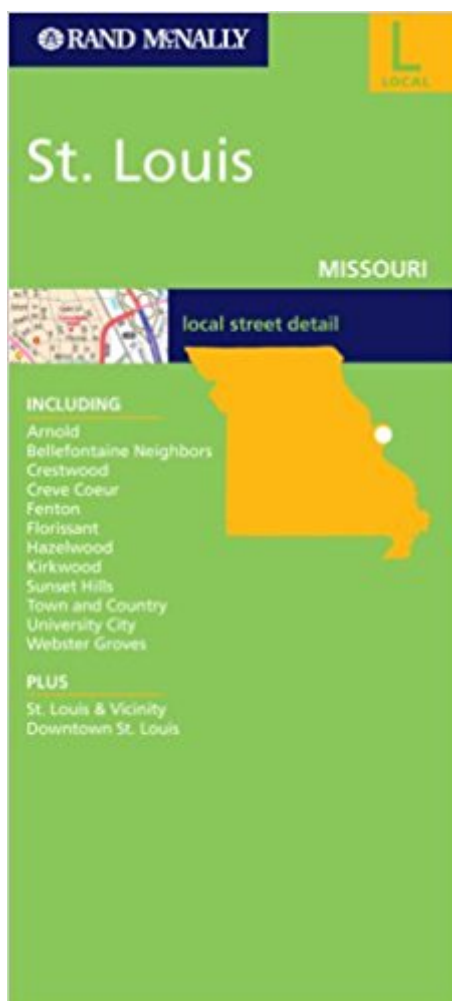 RAND McNALLY
L
LOCAL
St. Louis
MISSOURI
local street detail
INCLUDING
Arnold
Bellefontaine Neighbors
Crestwood
Creve Coeur
Fenton
Florissant
Hazelwood
Kirkwood
Sunset Hills
Town and Country
University City
Webster Groves
PLUS
St. Louis & Vicinity
Downtown St. Louis